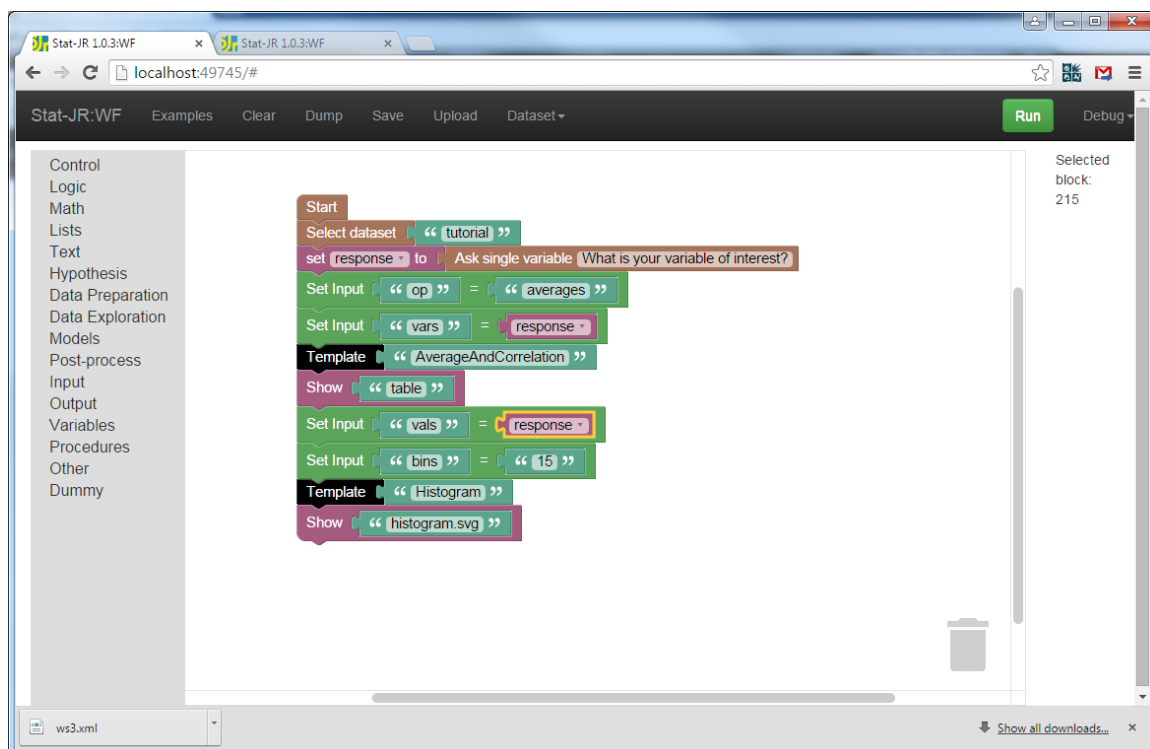 Stat-JR 1.0.3:WF × Stat-JR 1.0.3:WF ×
localhost:49745/#
Stat-JR:WF Examples Clear Dump Save Upload Dataset Run Debug
Control
Logic
Math
Lists
Text
Hypothesis
Data Preparation
Data Exploration
Models
Post-process
Input
Output
Variables
Procedures
Other
Dummy
Start
Select dataset “ tutorial ”
set response to Ask single variable What is your variable of interest?
Set Input “ op ” = “ averages ”
Set Input “ vars ” = response
Template “ AverageAndCorrelation ”
Show “ table ”
Set Input “ vals ” = response
Set Input “ bins ” = “ 15 ”
Template “ Histogram ”
Show “ histogram.svg ”
Selected
block:
215
ws3.xml Show all downloads... ×